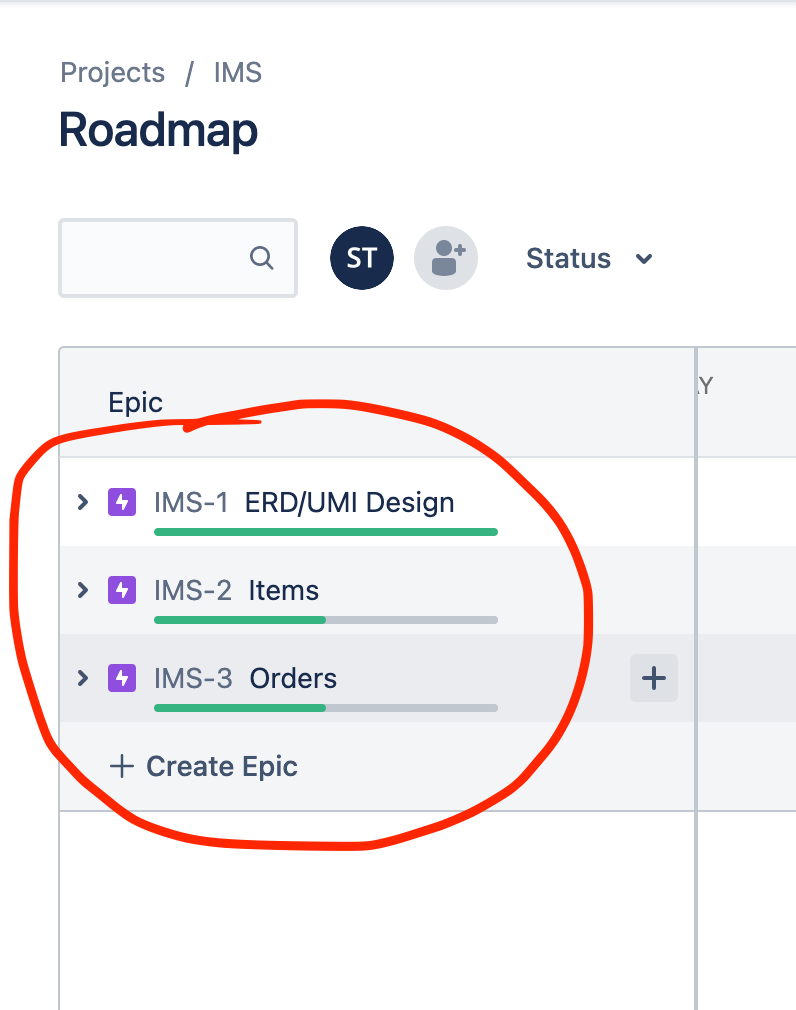 Projects / IMS
Roadmap
ST Status
Epic
IMS-1 ERD/UMI Design
IMS-2 Items
IMS-3 Orders
+ Create Epic